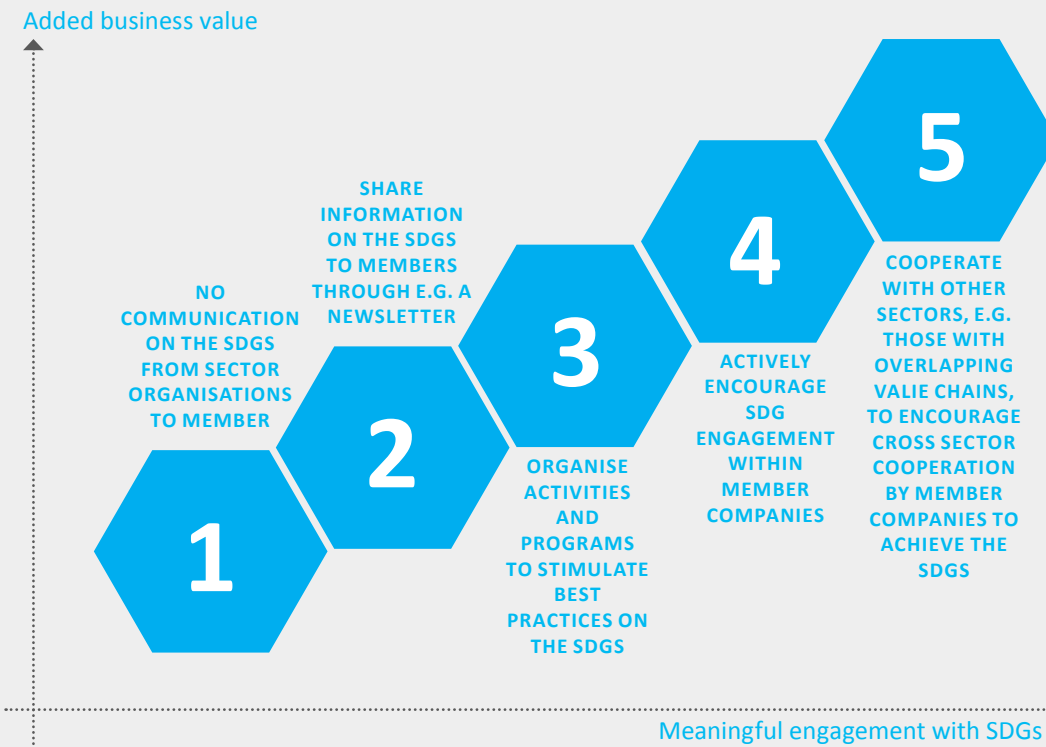 Added business value
1
NO
COMMUNICATION
ON THE SDGS
FROM SECTOR
ORGANISATIONS
TO MEMBER
2
SHARE
INFORMATION
ON THE SDGS
TO MEMBERS
THROUGH E.G. A
NEWSLETTER
3
ORGANISE
ACTIVITIES
AND
PROGRAMS
TO STIMULATE
BEST
PRACTICES ON
THE SDGS
4
ACTIVELY
ENCOURAGE
SDG
ENGAGEMENT
WITHIN
MEMBER
COMPANIES
5
COOPERATE
WITH OTHER
SECTORS, E.G.
THOSE WITH
OVERLAPPING
VALIE CHAINS,
TO ENCOURAGE
CROSS SECTOR
COOPERATION
BY MEMBER
COMPANIES TO
ACHIEVE THE
SDGS
Meaningful engagement with SDGs